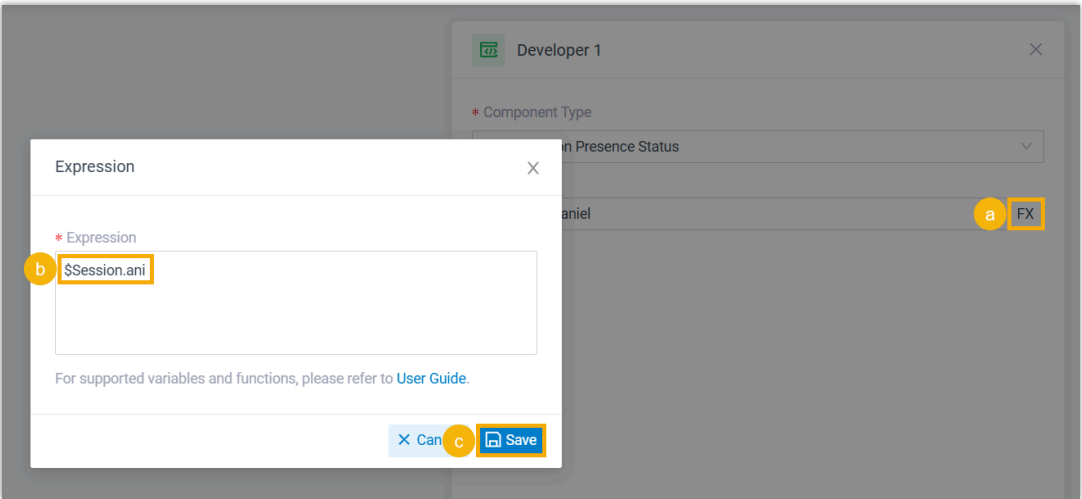 Developer 1
* Component Type
on Presence Status
aniel
a
FX
Expression
* Expression
b
$Session.ani
For supported variables and functions, please refer to User Guide.
Can
c
Save